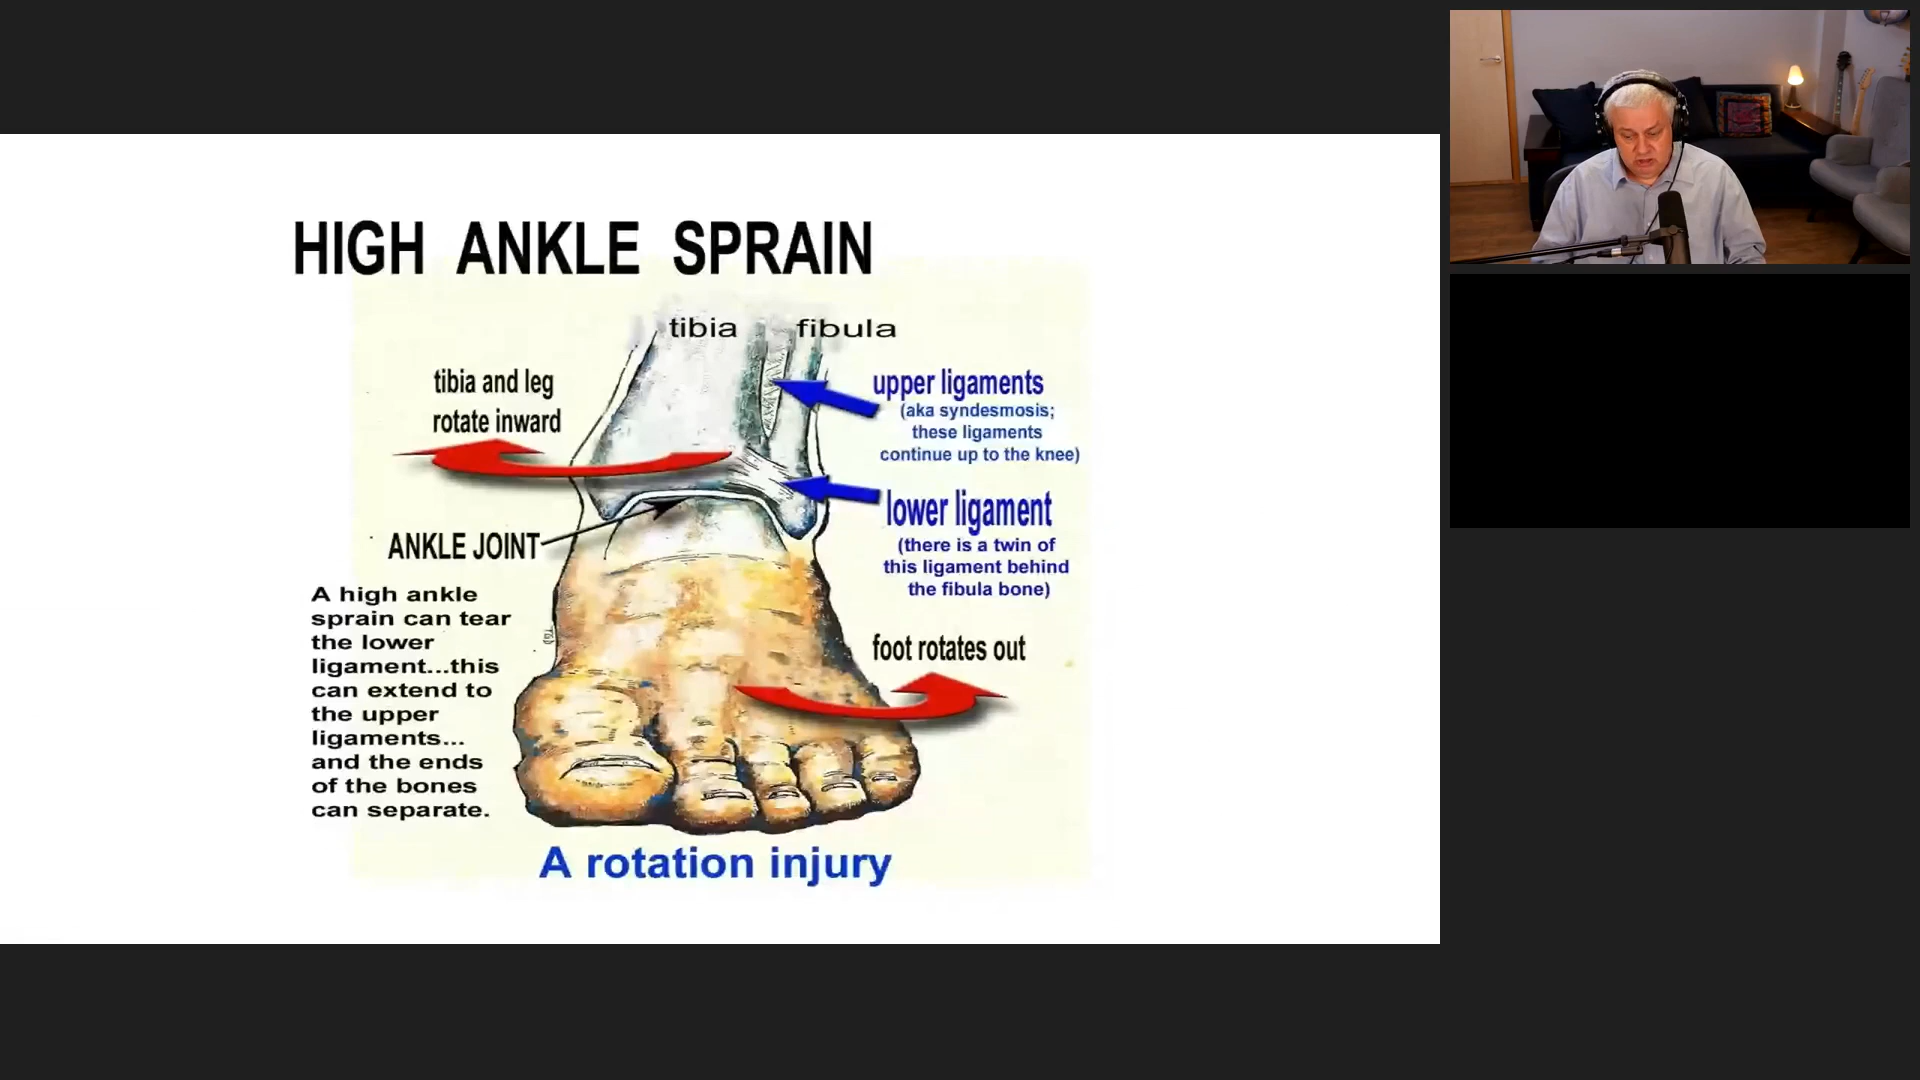 HIGH ANKLE SPRAIN
tibia fibula
tibia and leg
rotate inward
upper ligaments
(aka syndesmosis;
these ligaments
continue up to the knee)
lower ligament
(there is a twin of
this ligament behind
the fibula bone)
ANKLE JOINT
A high ankle
sprain can tear
the lower
ligament...this
can extend to
the upper
ligaments...
and the ends
of the bones
can separate.
foot rotates out
A rotation injury